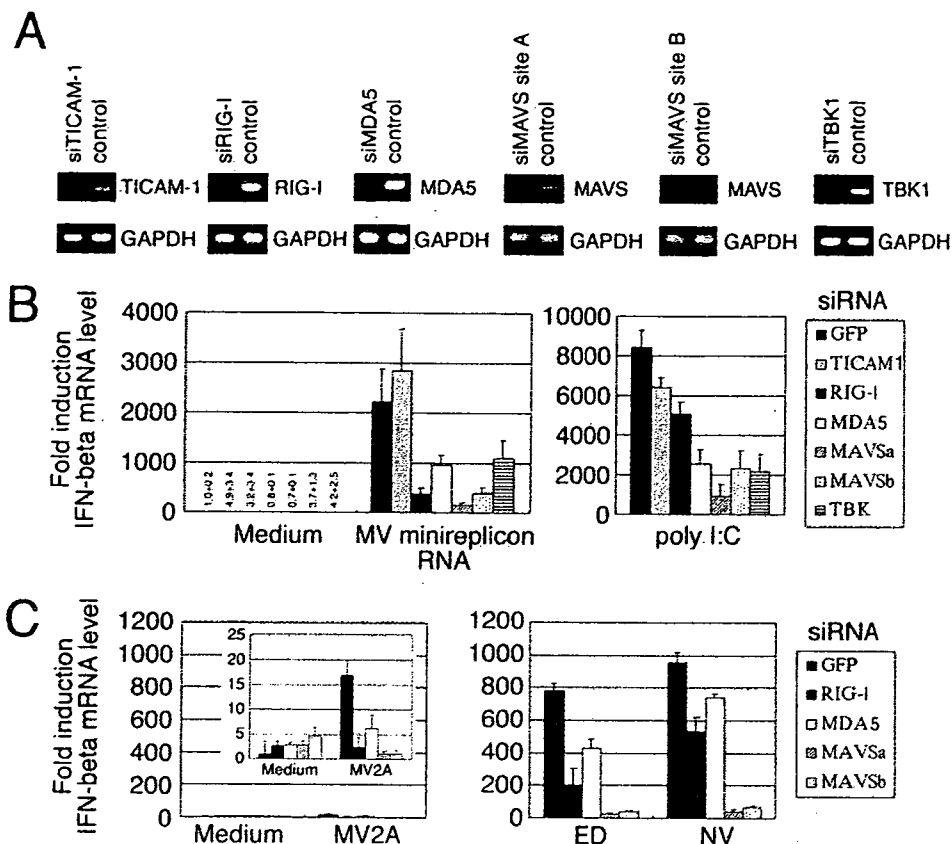 A
siTICAM-1
control
siRIG-I
control
siMDA5
control
siMAVS site A
control
siMAVS site B
control
siTBK1
control
TICAM-1
RIG-I
MDA5
MAVS
MAVS
TBK1
GAPDH
GAPDH
GAPDH
GAPDH
GAPDH
GAPDH
B
Fold induction
IFN-beta mRNA level
4000
3000
2000
1000
0
1.0+0.2
4.9+3.4
3.2+3.4
0.8+0.1
0.7+0.1
3.7+1.3
4.2+2.5
Medium
MV minireplicon
RNA
10000
8000
6000
4000
2000
0
poly I:C
siRNA
GFP
TICAM1
RIG-I
MDA5
MAVSa
MAVSb
TBK
C
Fold induction
IFN-beta mRNA level
1200
1000
800
600
400
200
0
25
20
15
10
5
0
Medium
MV2A
Medium
MV2A
1200
1000
800
600
400
200
0
ED
NV
siRNA
GFP
RIG-I
MDA5
MAVSa
MAVSb